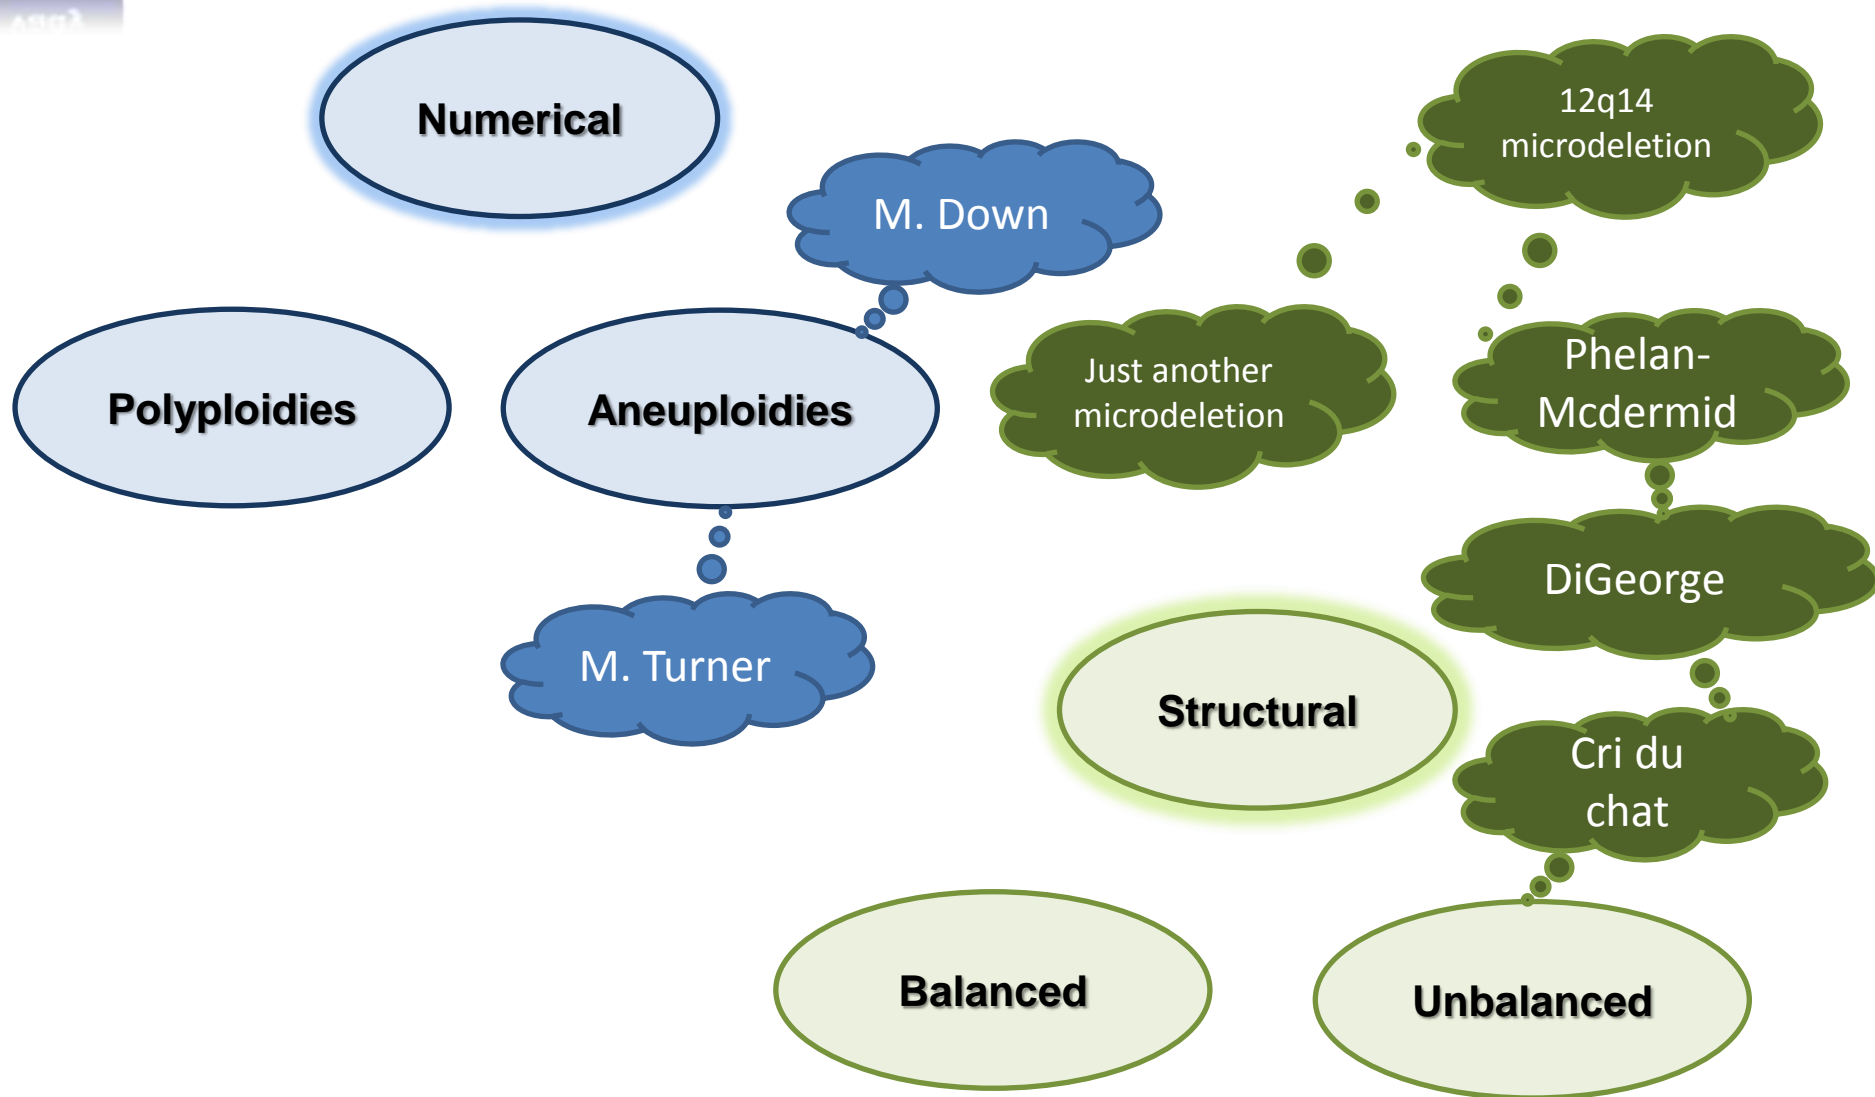 Numerical
12q14
microdeletion
M. Down
Polyploidies
Aneuploidies
Just another
microdeletion
Phelan-
Mcdermid
DiGeorge
M. Turner
Structural
Cri du
chat
Balanced
Unbalanced